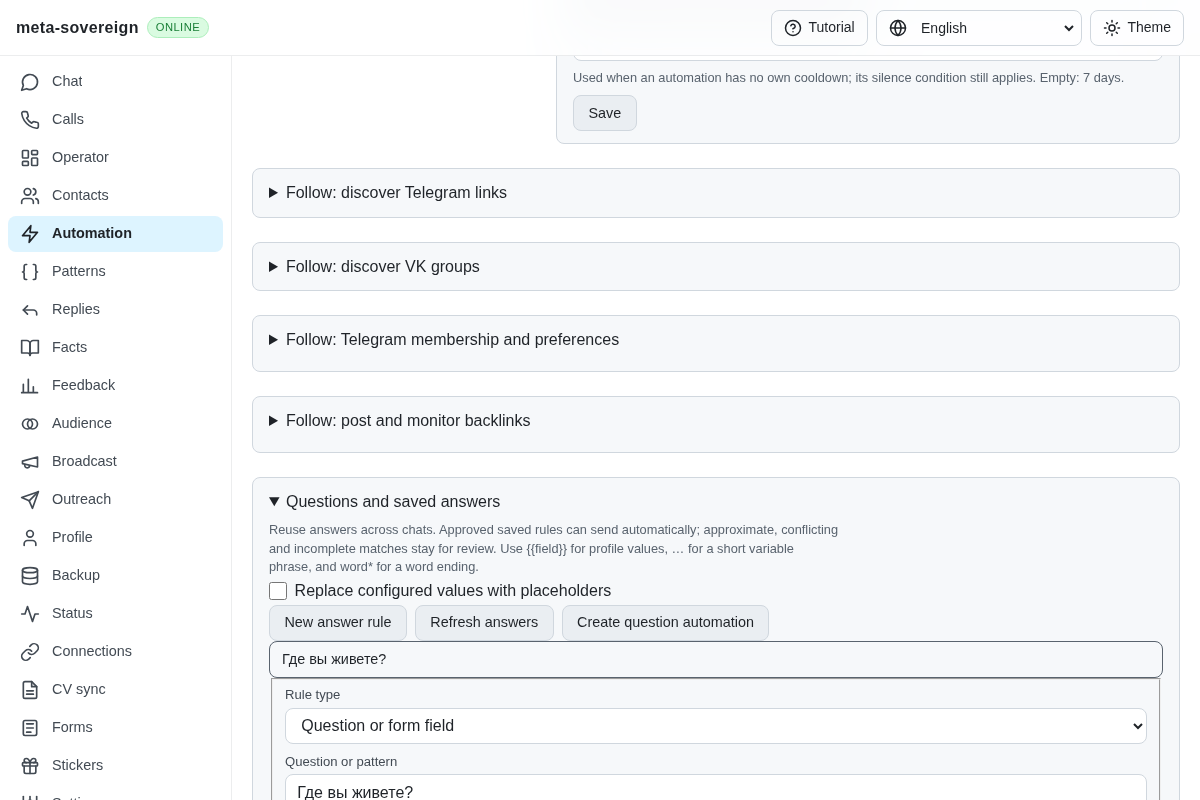 meta-sovereign ONLINE
Tutorial
English
Theme
Chat
Calls
Operator
Contacts
Automation
Patterns
Replies
Facts
Feedback
Audience
Broadcast
Outreach
Profile
Backup
Status
Connections
CV sync
Forms
Stickers
Used when an automation has no own cooldown; its silence condition still applies. Empty: 7 days.
Save
Follow: discover Telegram links
Follow: discover VK groups
Follow: Telegram membership and preferences
Follow: post and monitor backlinks
Questions and saved answers
Reuse answers across chats. Approved saved rules can send automatically; approximate, conflicting
and incomplete matches stay for review. Use {{field}} for profile values, … for a short variable
phrase, and word* for a word ending.
Replace configured values with placeholders
New answer rule
Refresh answers
Create question automation
Где вы живете?
Rule type
Question or form field
Question or pattern
Где вы живете?